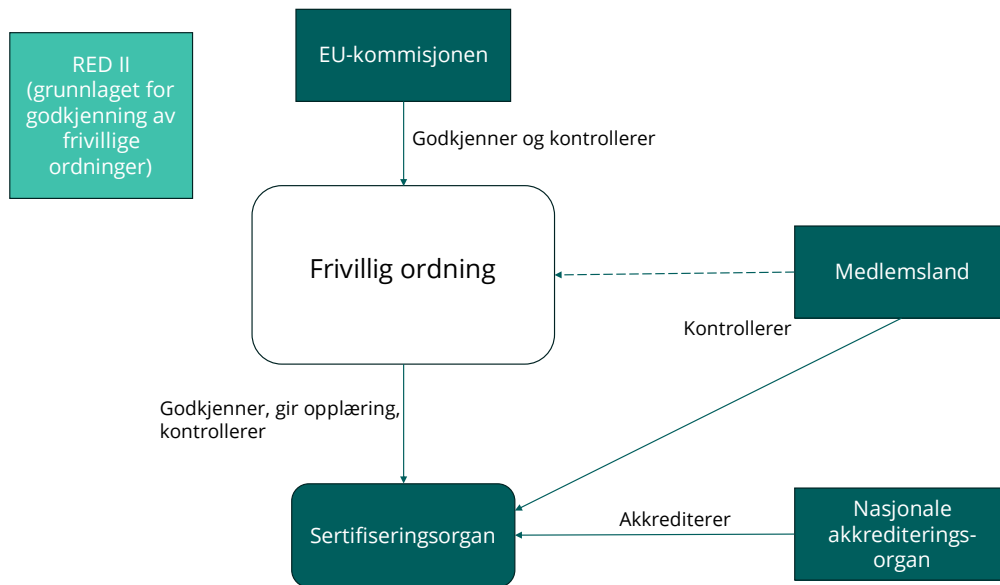 EU-kommisjonen
RED II
(grunnlaget for
godkjenning av
frivillige
ordninger)
Godkjenner og kontrollerer
Frivillig ordning
Medlemsland
Kontrollerer
Godkjenner, gir opplæring,
kontrollerer
Sertifiseringsorgan
Akkrediterer
Nasjonale
akkrediterings-
organ